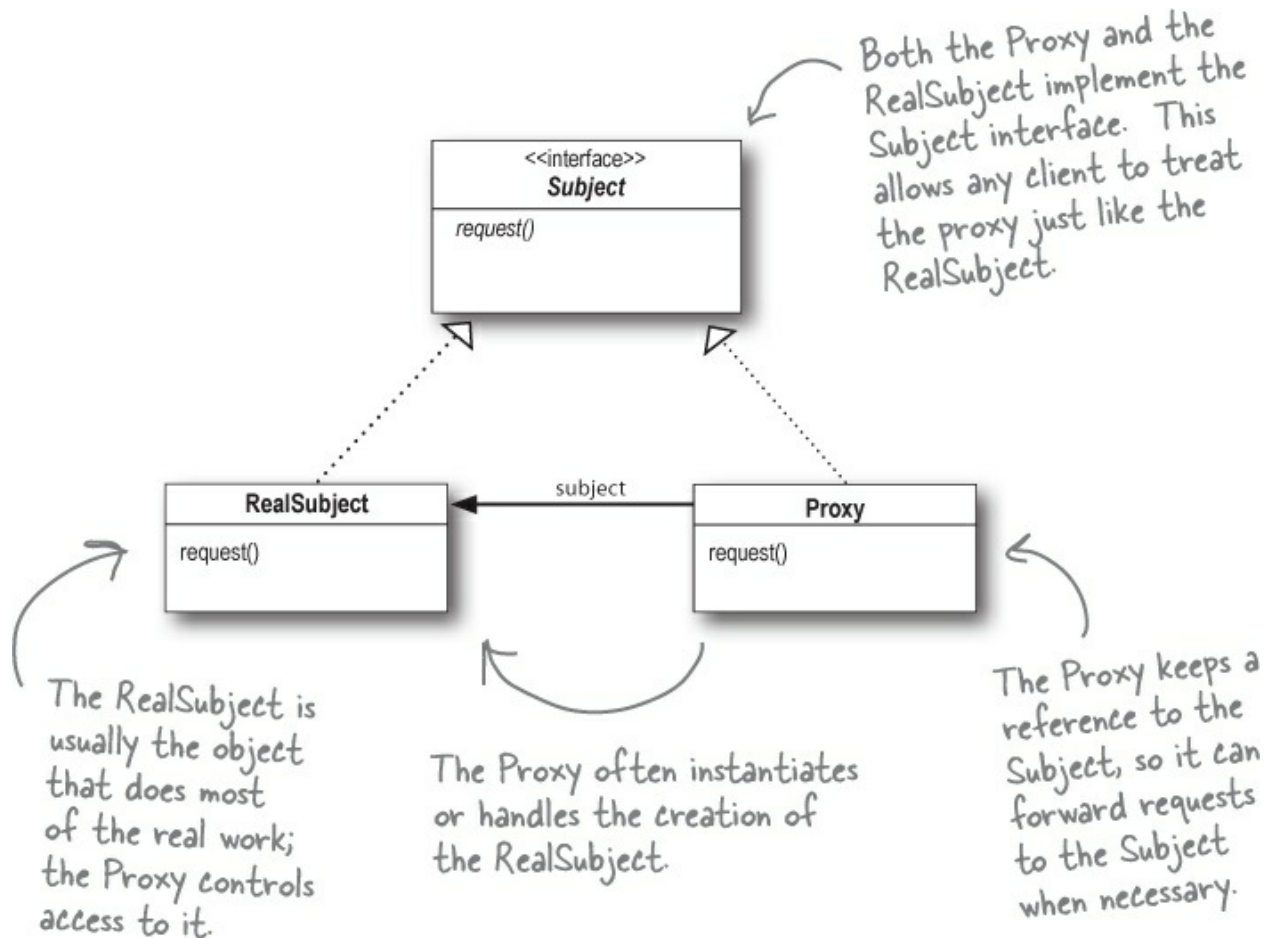 Both the Proxy and the
RealSubject implement the
Subject interface. This
allows any client to treat
the proxy just like the
RealSubject.
<<interface>>
Subject
request()
RealSubject
request()
subject
Proxy
request()
The RealSubject is
usually the object
that does most
of the real work;
the Proxy controls
access to it.
The Proxy often instantiates
or handles the creation of
the RealSubject.
The Proxy keeps a
reference to the
Subject, so it can
forward requests
to the Subject
when necessary.